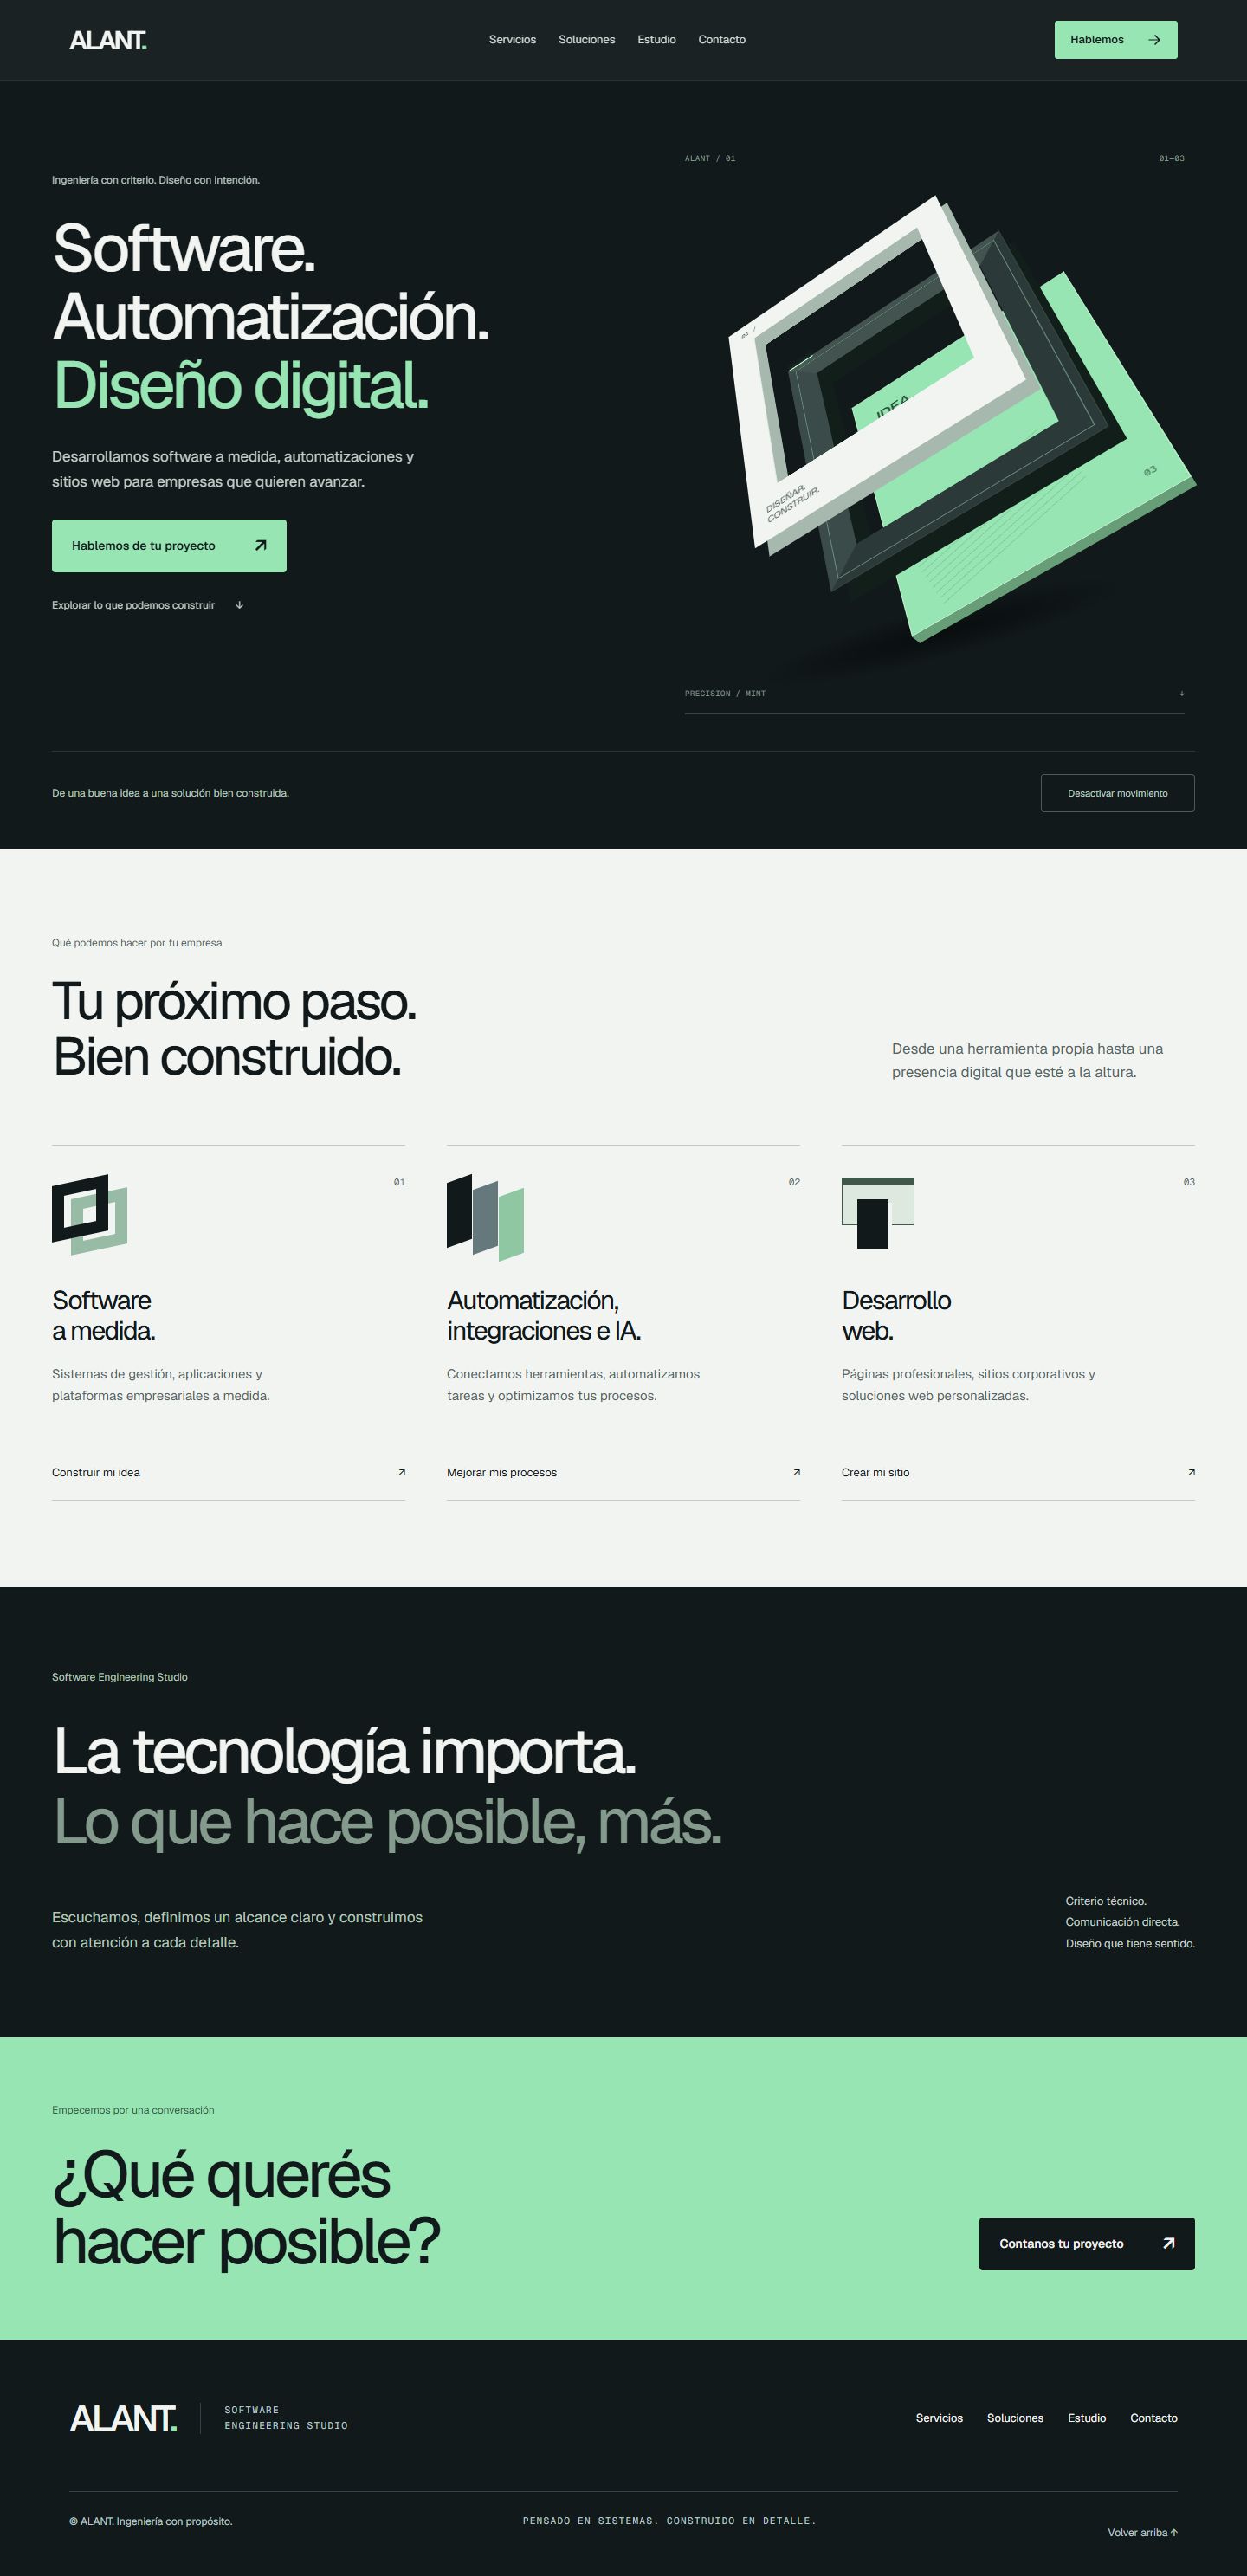 ALANT.
Servicios Soluciones Estudio Contacto
Hablemos →
ALANT / 01
01—03
Ingeniería con criterio. Diseño con intención.
Software.
Automatización.
Diseño digital.
Desarrollamos software a medida, automatizaciones y
sitios web para empresas que quieren avanzar.
Hablemos de tu proyecto ↗
Explorar lo que podemos construir ↓
01 /
IDEA
DISEÑAR.
CONSTRUIR.
03
PRECISION / MINT ↓
De una buena idea a una solución bien construida.
Desactivar movimiento
Qué podemos hacer por tu empresa
Tu próximo paso.
Bien construido.
Desde una herramienta propia hasta una
presencia digital que esté a la altura.
01
Software
a medida.
Sistemas de gestión, aplicaciones y
plataformas empresariales a medida.
Construir mi idea ↗
02
Automatización,
integraciones e IA.
Conectamos herramientas, automatizamos
tareas y optimizamos tus procesos.
Mejorar mis procesos ↗
03
Desarrollo
web.
Páginas profesionales, sitios corporativos y
soluciones web personalizadas.
Crear mi sitio ↗
Software Engineering Studio
La tecnología importa.
Lo que hace posible, más.
Escuchamos, definimos un alcance claro y construimos
con atención a cada detalle.
Criterio técnico.
Comunicación directa.
Diseño que tiene sentido.
Empecemos por una conversación
¿Qué querés
hacer posible?
Contanos tu proyecto ↗
ALANT.
SOFTWARE
ENGINEERING STUDIO
Servicios Soluciones Estudio Contacto
© ALANT. Ingeniería con propósito.
PENSADO EN SISTEMAS. CONSTRUIDO EN DETALLE.
Volver arriba ↑